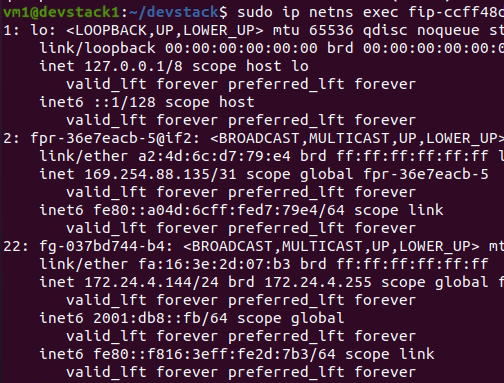 vm1@devstack1:~/devstack$ sudo ip netns exec fip-ccff48d
1: lo: <LOOPBACK,UP,LOWER_UP> mtu 65536 qdisc noqueue st
    link/loopback 00:00:00:00:00:00 brd 00:00:00:00:00:0
    inet 127.0.0.1/8 scope host lo
       valid_lft forever preferred_lft forever
    inet6 ::1/128 scope host
       valid_lft forever preferred_lft forever
2: fpr-36e7eacb-5@if2: <BROADCAST,MULTICAST,UP,LOWER_UP>
    link/ether a2:4d:6c:d7:79:e4 brd ff:ff:ff:ff:ff:ff l
    inet 169.254.88.135/31 scope global fpr-36e7eacb-5
       valid_lft forever preferred_lft forever
    inet6 fe80::a04d:6cff:fed7:79e4/64 scope link
       valid_lft forever preferred_lft forever
22: fg-037bd744-b4: <BROADCAST,MULTICAST,UP,LOWER_UP> mt
    link/ether fa:16:3e:2d:07:b3 brd ff:ff:ff:ff:ff:ff
    inet 172.24.4.144/24 brd 172.24.4.255 scope global f
       valid_lft forever preferred_lft forever
    inet6 2001:db8::fb/64 scope global
       valid_lft forever preferred_lft forever
    inet6 fe80::f816:3eff:fe2d:7b3/64 scope link
       valid_lft forever preferred_lft forever